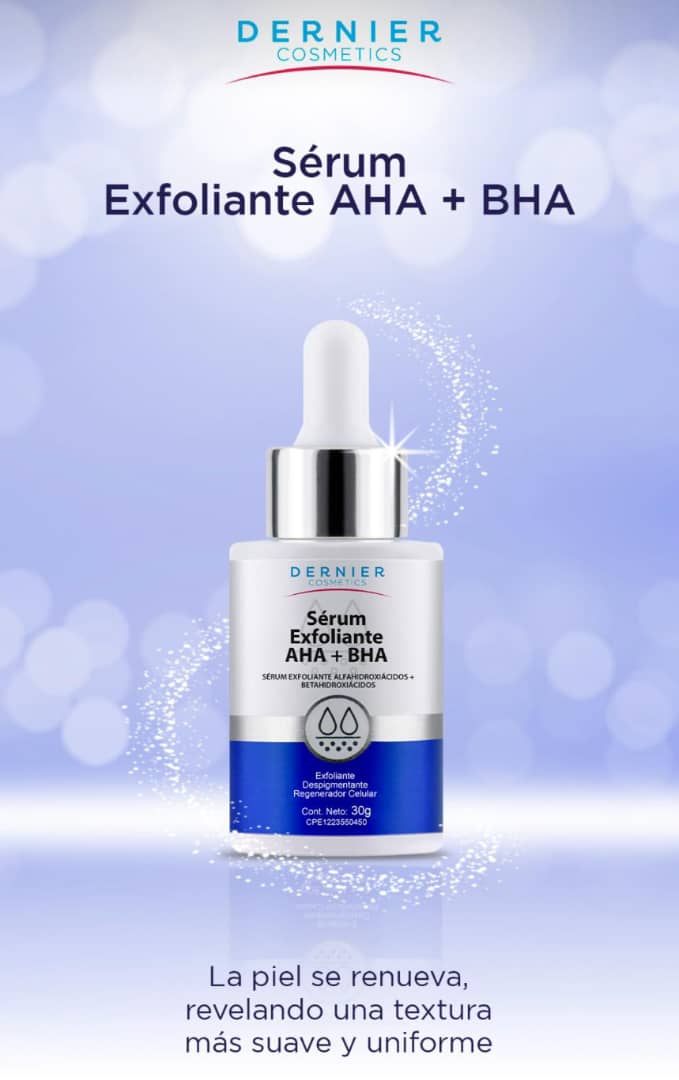 DERNIER
COSMETICS
Sérum
Exfoliante AHA + BHA
DERNIER
COSMETICS
Sérum
Exfoliante
AHA + BHA
SÉRUM EXFOLIANTE ALFAHIDROXIÁCIDOS +
BETAHIDROXIÁCIDOS
Exfoliante
Despigmentante
Regenerador Celular
Cont. Neto: 30g
CPE1223550450
La piel se renueva,
revelando una textura
más suave y uniforme